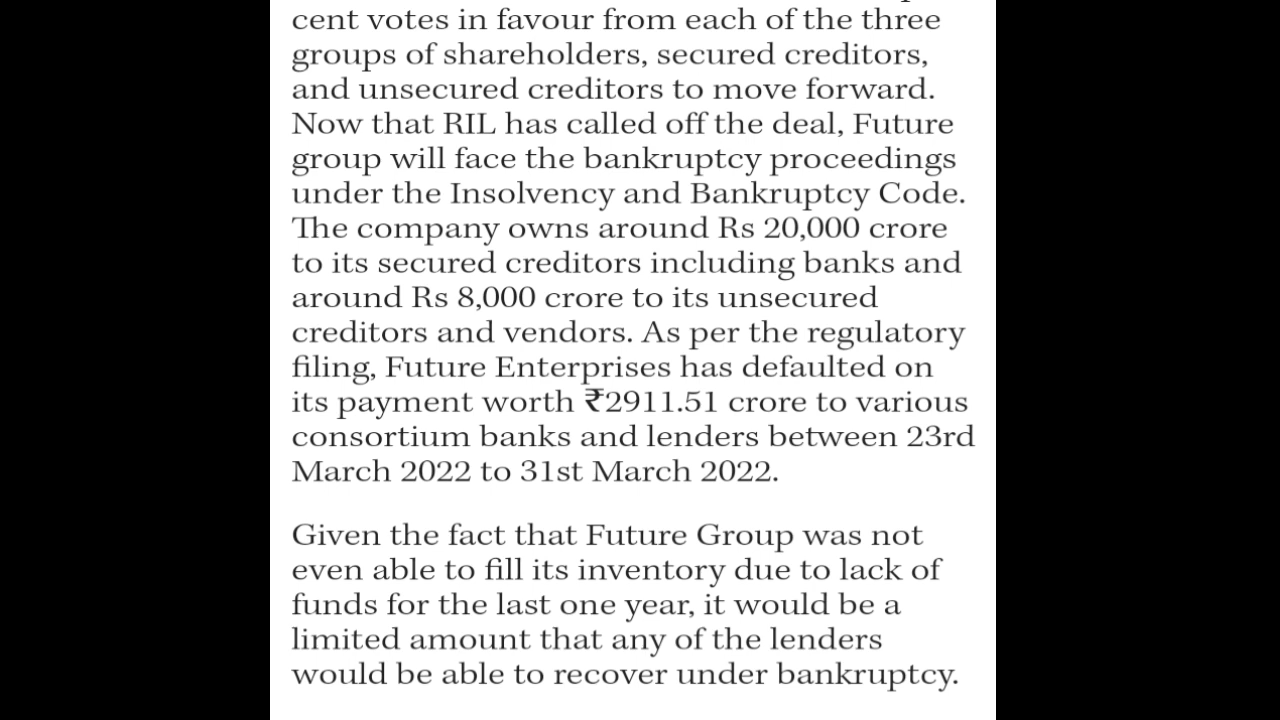 cent votes in favour from each of the three
groups of shareholders, secured creditors,
and unsecured creditors to move forward.
Now that RIL has called off the deal, Future
group will face the bankruptcy proceedings
under the Insolvency and Bankruptcy Code.
The company owns around Rs 20,000 crore
to its secured creditors including banks and
around Rs 8,000 crore to its unsecured
creditors and vendors. As per the regulatory
filing, Future Enterprises has defaulted on
its payment worth ₹2911.51 crore to various
consortium banks and lenders between 23rd
March 2022 to 31st March 2022.
Given the fact that Future Group was not
even able to fill its inventory due to lack of
funds for the last one year, it would be a
limited amount that any of the lenders
would be able to recover under bankruptcy.